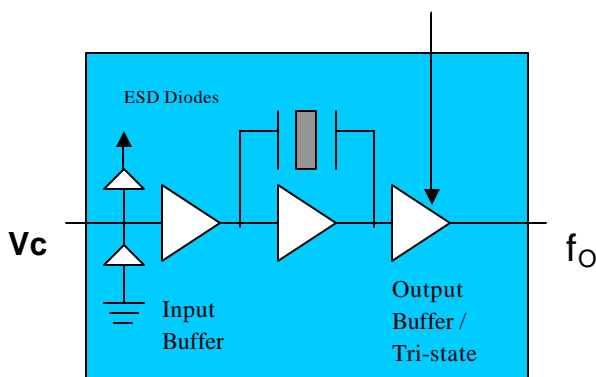 ESD Diodes
Vc
fO
Input
Buffer
Output
Buffer /
Tri-state